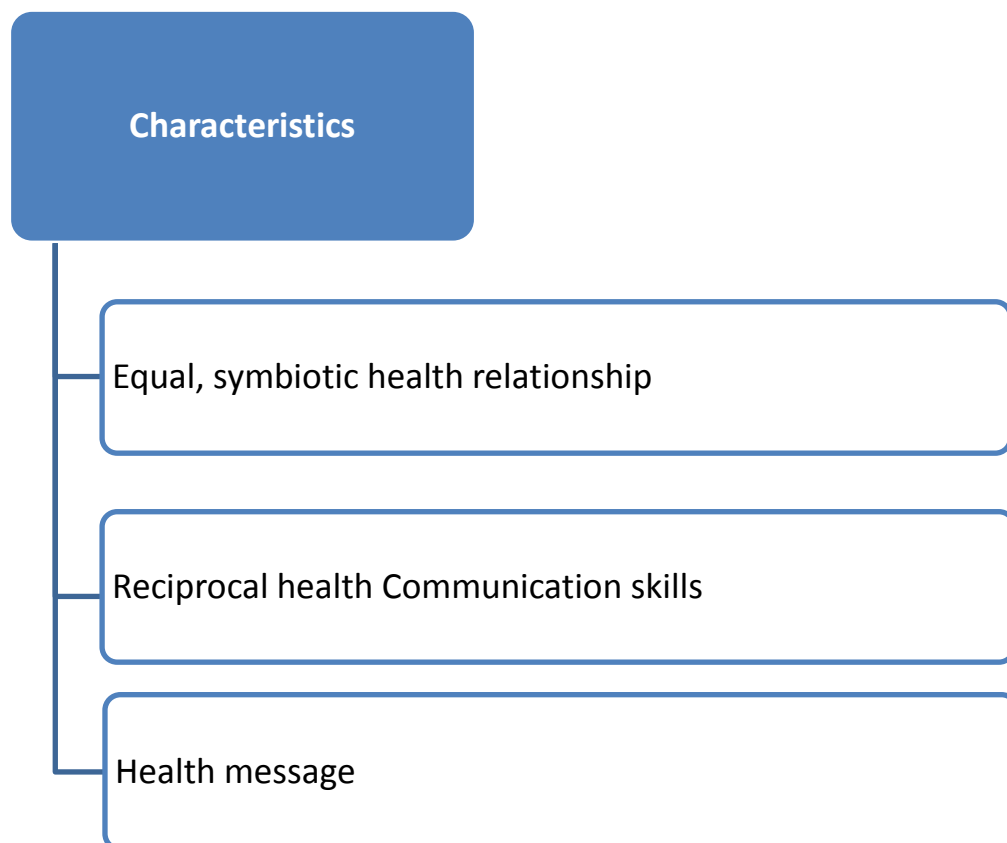 Characteristics
Equal, symbiotic health relationship
Reciprocal health Communication skills
Health message